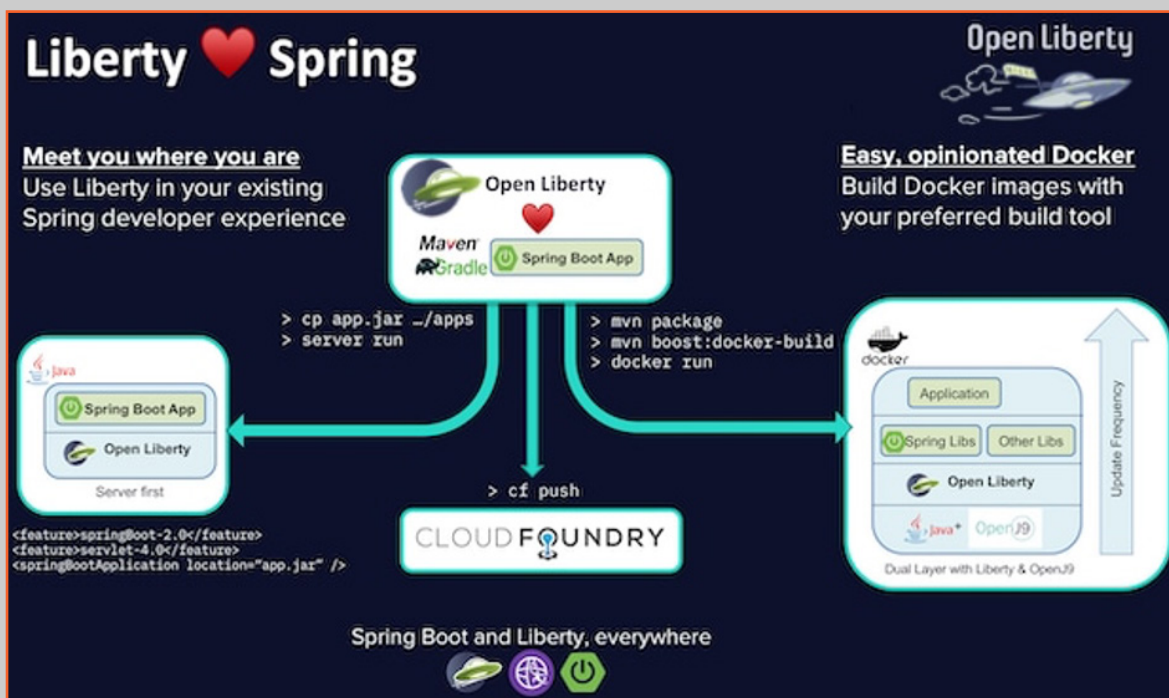 Liberty ❤ Spring
Open Liberty
Meet you where you are
Use Liberty in your existing
Spring developer experience
Easy, opinionated Docker
Build Docker images with
your preferred build tool
Open Liberty
Maven
Gradle
Spring Boot App
> cp app.jar …/apps
> server run
> mvn package
> mvn boost:docker-build
> docker run
Java
Spring Boot App
Open Liberty
Server first
<feature>springBoot-2.0</feature>
<feature>servlet-4.0</feature>
<springBootApplication location="app.jar" />
> cf push
CLOUD FOUNDRY
docker
Application
Spring Libs
Other Libs
Open Liberty
Java+
OpenJ9
Dual Layer with Liberty & OpenJ9
Update Frequency
Spring Boot and Liberty, everywhere